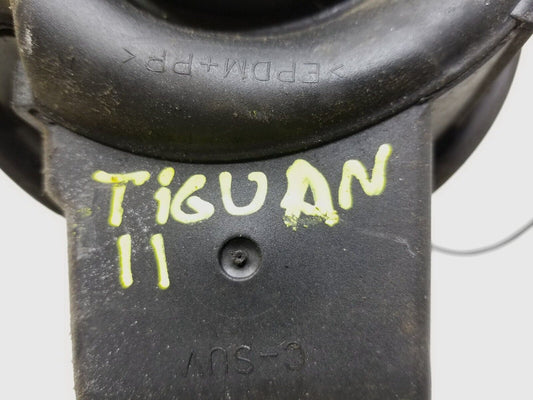 >EPDM+PP<
TiGUAN
II
C-SUV